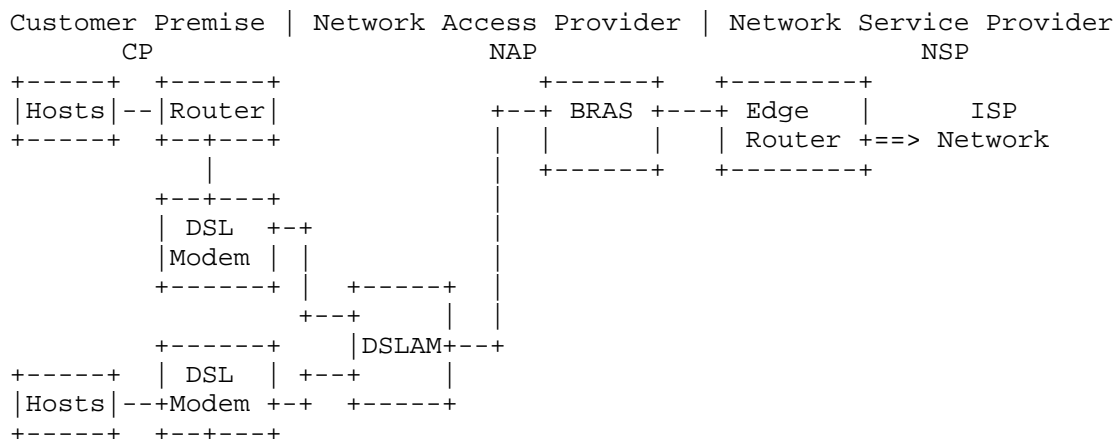 Customer Premise | Network Access Provider | Network Service Provider
CP NAP NSP
Hosts Router BRAS Edge ISP
Router Network
DSL
Modem
DSLAM
DSL
Hosts Modem